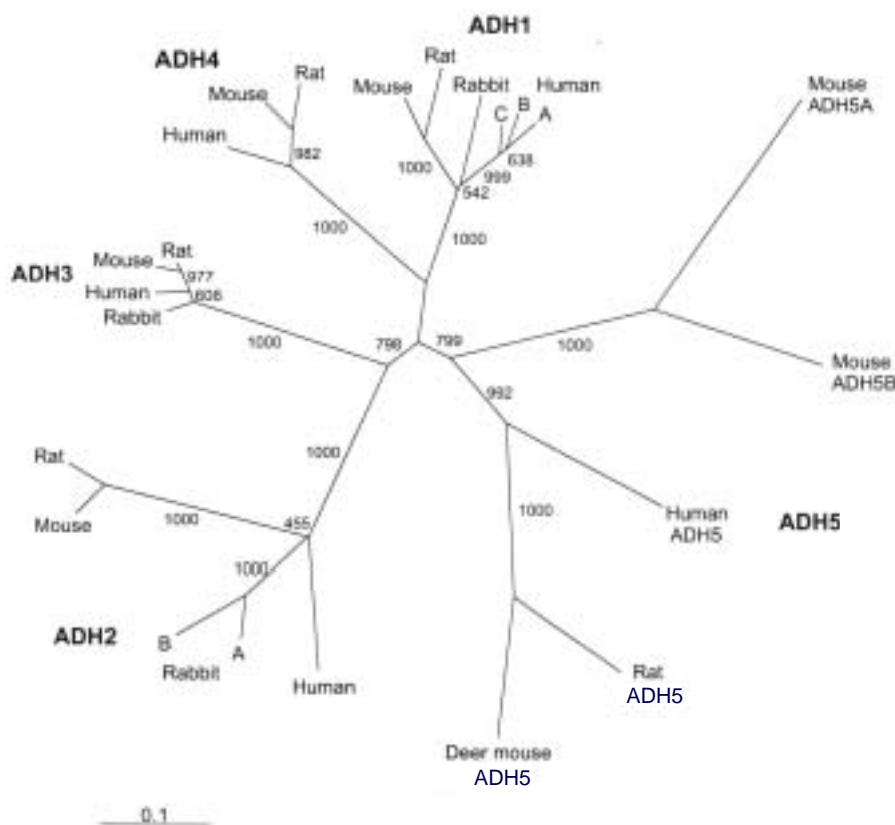 ADH1
ADH4
Rat
Rat
Mouse
Mouse
Rabbit
Human
C
B
A
Mouse
ADH5A
Human
982
638
999
1000
542
1000
1000
ADH3
Rat
Mouse
977
Human
606
Rabbit
1000
798
799
1000
Mouse
ADH5B
992
1000
Rat
Mouse
1000
455
1000
Human
ADH5
ADH5
1000
ADH2
B
A
Rabbit
Human
Rat
ADH5
Deer mouse
ADH5
0.1